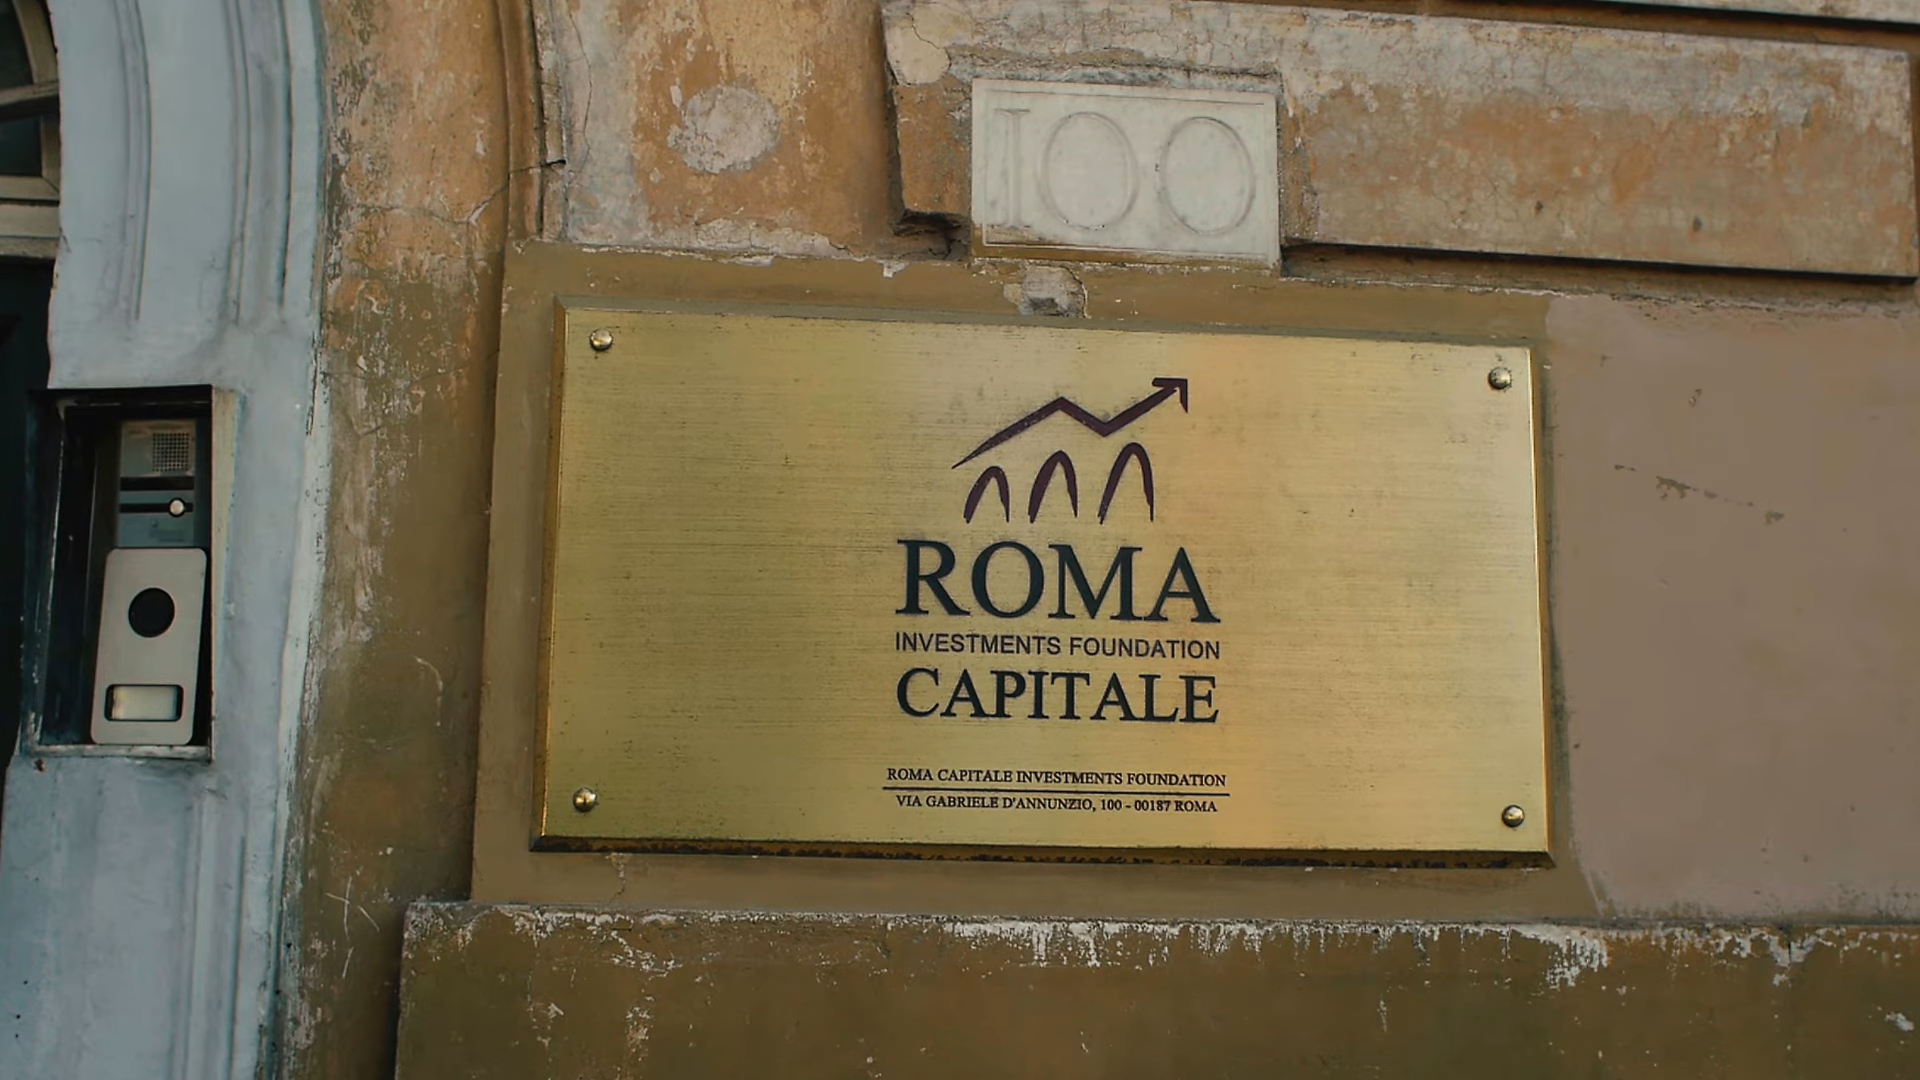 100
ROMA
INVESTMENTS FOUNDATION
CAPITALE
ROMA CAPITALE INVESTMENTS FOUNDATION
VIA GABRIELE D'ANNUNZIO, 100 - 00187 ROMA